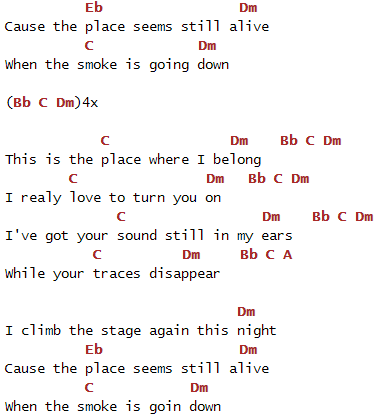 Eb Dm
Cause the place seems still alive
C Dm
When the smoke is going down
(Bb C Dm)4x
C Dm Bb C Dm
This is the place where I belong
C Dm Bb C Dm
I realy love to turn you on
C Dm Bb C Dm
I've got your sound still in my ears
C Dm Bb C A
While your traces disappear
Dm
I climb the stage again this night
Eb Dm
Cause the place seems still alive
C Dm
When the smoke is goin down